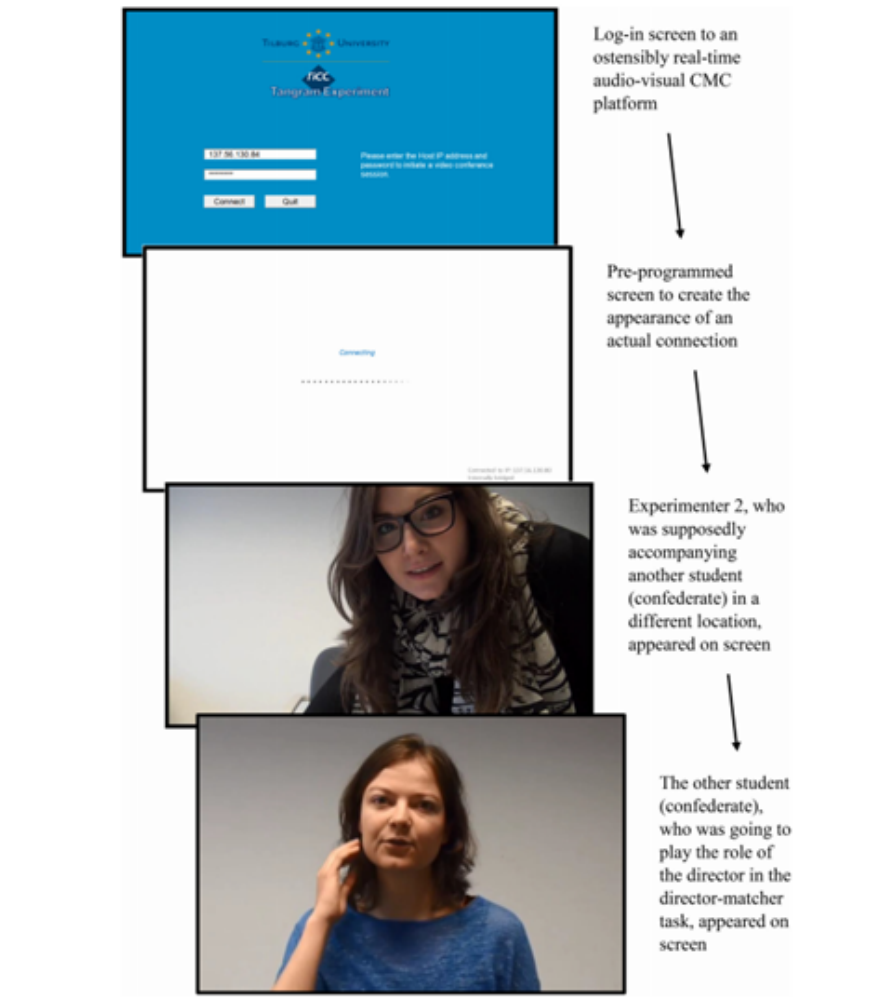 TILBURG UNIVERSITY
TiCC
Tangram Experiment
137.56.130.84
Please enter the Host IP address and
password to initiate a video conference
session.
********
Connect Quit
Log-in screen to an
ostensibly real-time
audio-visual CMC
platform
Connecting
Pre-programmed
screen to create the
appearance of an
actual connection
Experimenter 2, who
was supposedly
accompanying
another student
(confederate) in a
different location,
appeared on screen
The other student
(confederate),
who was going to
play the role of
the director in the
director-matcher
task, appeared on
screen